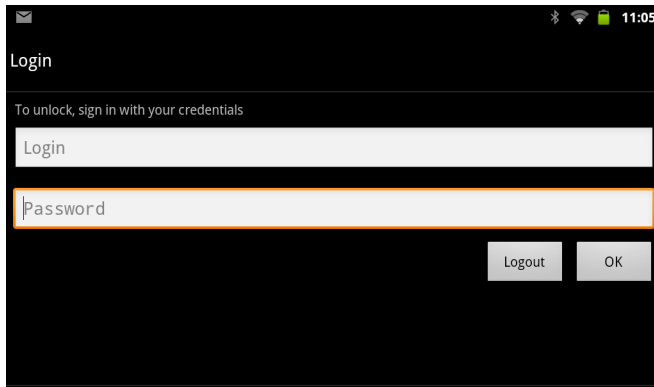 11:05
Login
To unlock, sign in with your credentials
Login
Password
Logout OK